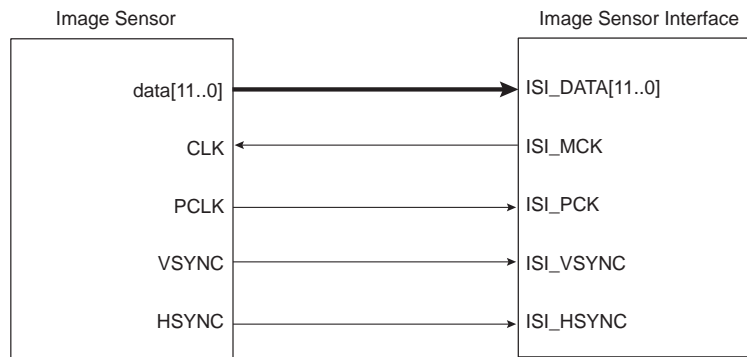 Image Sensor Image Sensor Interface
data[11..0] ISI_DATA[11..0]
CLK ISI_MCK
PCLK ISI_PCK
VSYNC ISI_VSYNC
HSYNC ISI_HSYNC